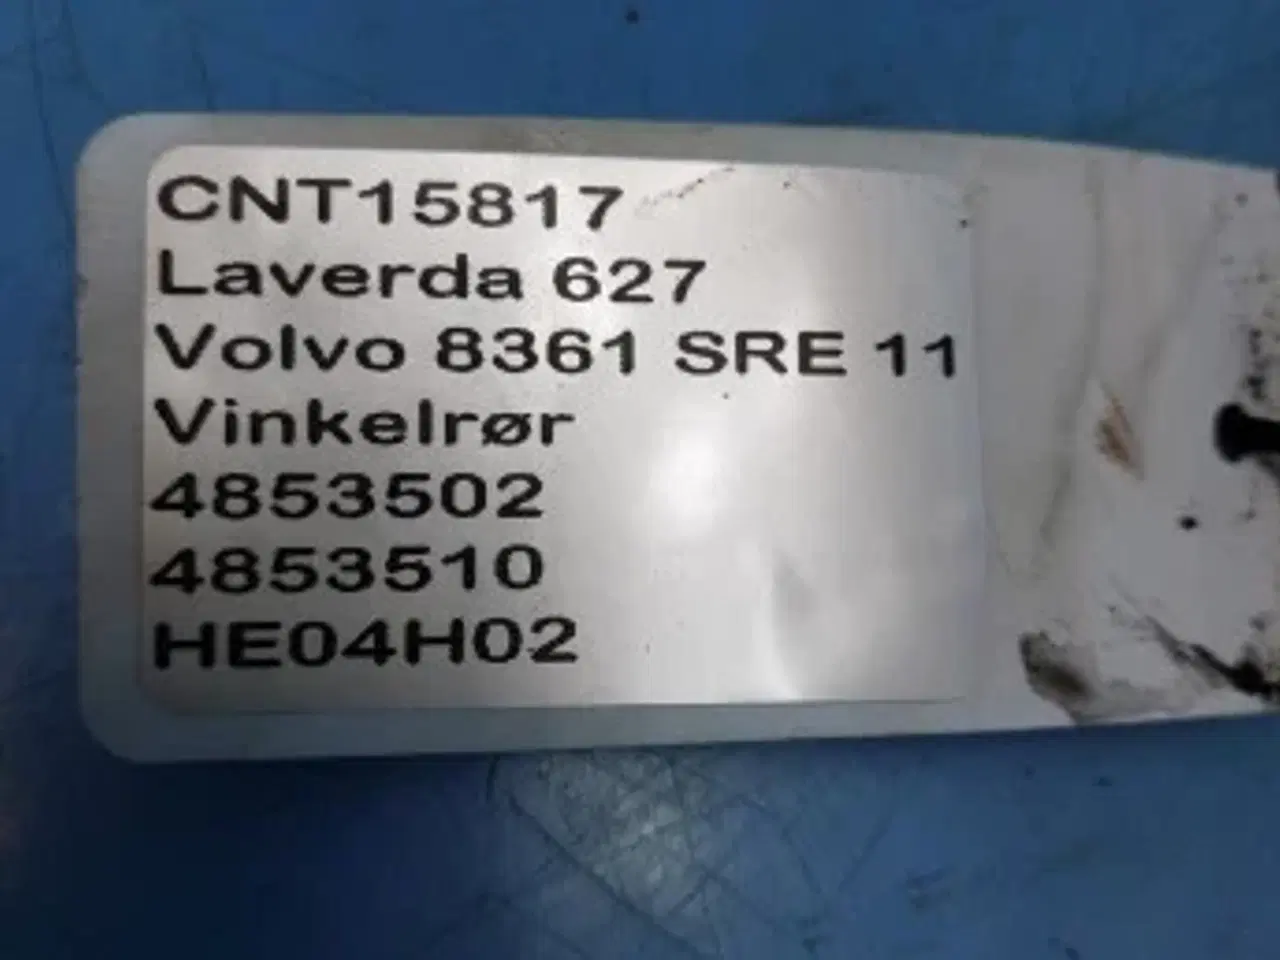 CNT15817
Laverda 627
Volvo 8361 SRE 11
Vinkelrør
4853502
4853510
HE04H02